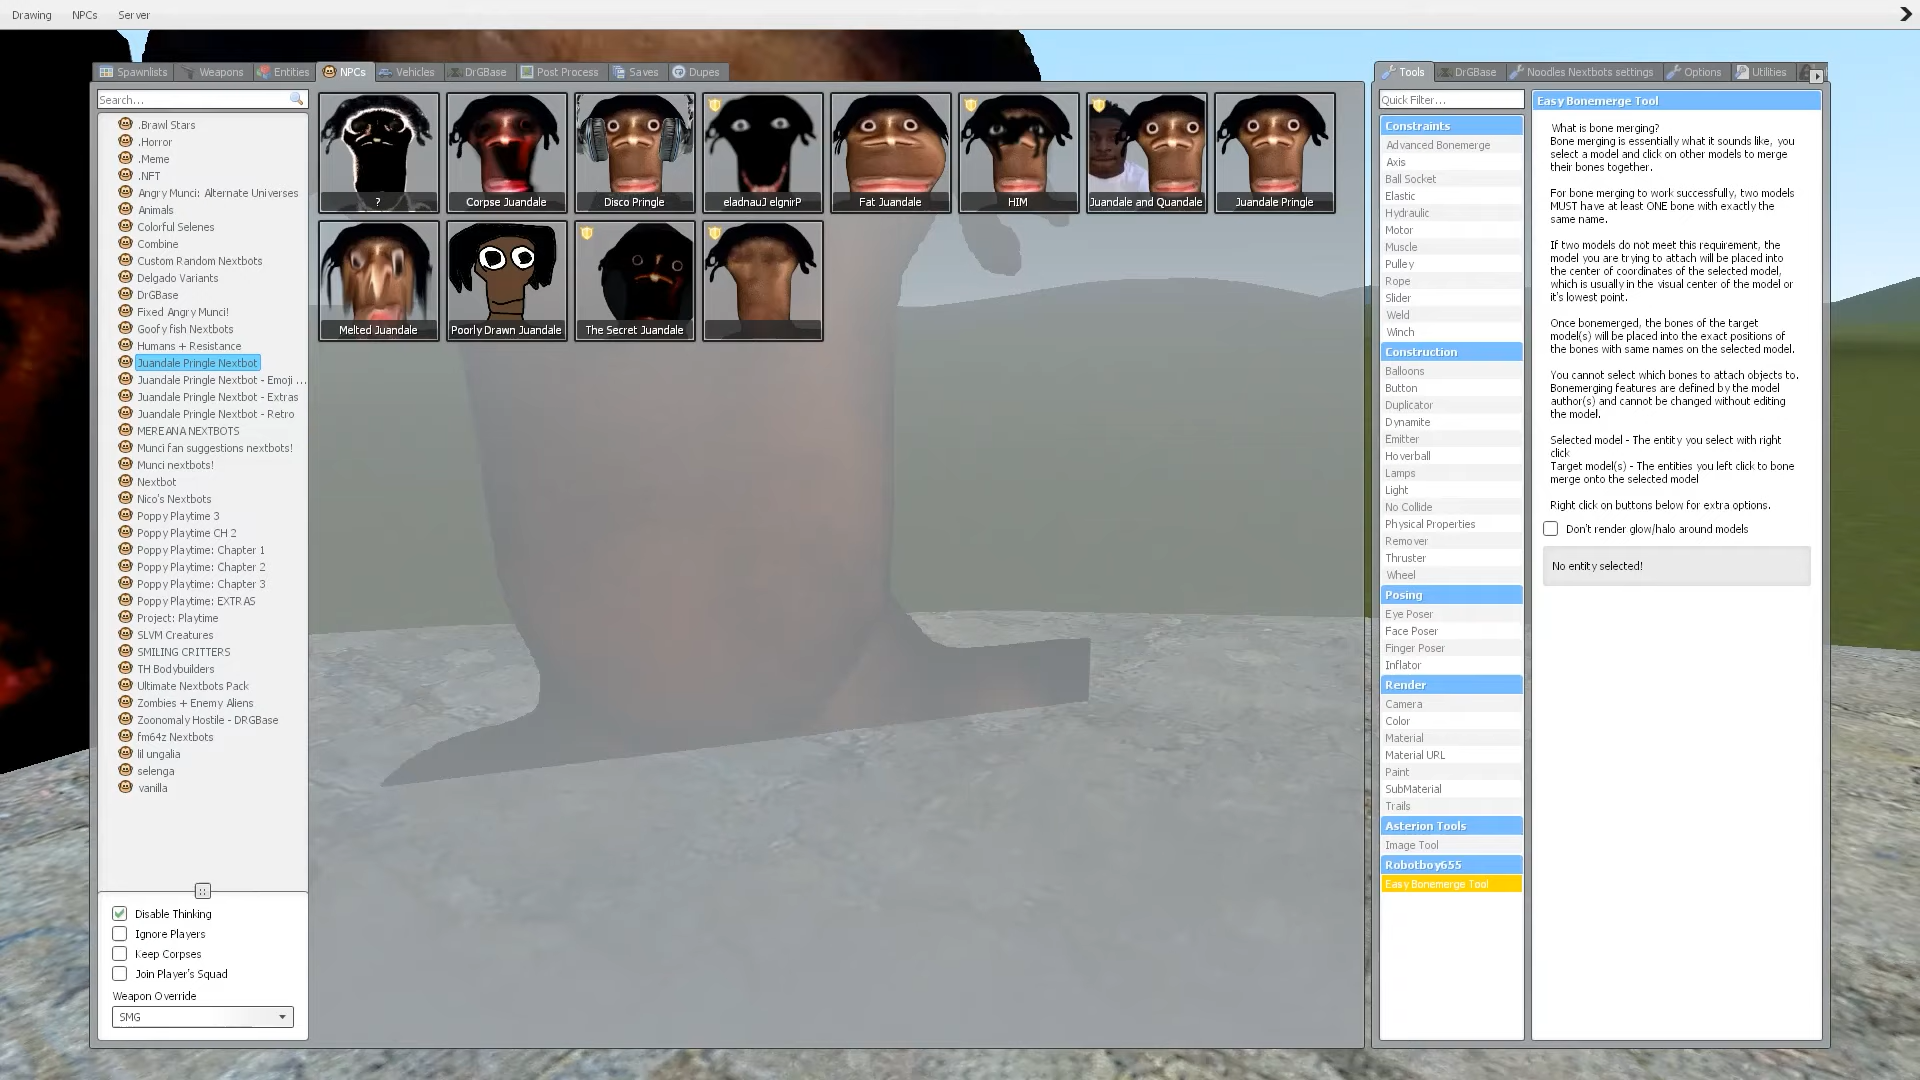 Drawing NPCs Server
Spawnlists Weapons Entities NPCs Vehicles DrGBase Post Process Saves Dupes
Search...
.Brawl Stars
.Horror
.Meme
.NFT
Angry Munci: Alternate Universes
Animals
Colorful Selenes
Combine
Custom Random Nextbots
Delgado Variants
DrGBase
Fixed Angry Munci!
Goofy fish Nextbots
Humans + Resistance
Juandale Pringle Nextbot
Juandale Pringle Nextbot - Emoji ...
Juandale Pringle Nextbot - Extras
Juandale Pringle Nextbot - Retro
MEREANA NEXTBOTS
Munci fan suggestions nextbots!
Munci nextbots!
Nextbot
Nico's Nextbots
Poppy Playtime 3
Poppy Playtime CH 2
Poppy Playtime: Chapter 1
Poppy Playtime: Chapter 2
Poppy Playtime: Chapter 3
Poppy Playtime: EXTRAS
Project: Playtime
SLVM Creatures
SMILING CRITTERS
TH Bodybuilders
Ultimate Nextbots Pack
Zombies + Enemy Aliens
Zoonomaly Hostile - DRGBase
fm64z Nextbots
lil ungalia
selenga
vanilla
Disable Thinking
Ignore Players
Keep Corpses
Join Player's Squad
Weapon Override
SMG
? Corpse Juandale Disco Pringle eladnauJ elgnirP Fat Juandale HIM Juandale and Quandale Juandale Pringle
Melted Juandale Poorly Drawn Juandale The Secret Juandale
Tools DrGBase Noodles Nextbots settings Options Utilities
Quick Filter...
Constraints
Advanced Bonemerge
Axis
Ball Socket
Elastic
Hydraulic
Motor
Muscle
Pulley
Rope
Slider
Weld
Winch
Construction
Balloons
Button
Duplicator
Dynamite
Emitter
Hoverball
Lamps
Light
No Collide
Physical Properties
Remover
Thruster
Wheel
Posing
Eye Poser
Face Poser
Finger Poser
Inflator
Render
Camera
Color
Material
Material URL
Paint
SubMaterial
Trails
Asterion Tools
Image Tool
Robotboy655
Easy Bonemerge Tool
Easy Bonemerge Tool
What is bone merging?
Bone merging is essentially what it sounds like, you
select a model and click on other models to merge
their bones together.
For bone merging to work successfully, two models
MUST have at least ONE bone with exactly the
same name.
If two models do not meet this requirement, the
model you are trying to attach will be placed into
the center of coordinates of the selected model,
which is usually in the visual center of the model or
it's lowest point.
Once bonemerged, the bones of the target
model(s) will be placed into the exact positions of
the bones with same names on the selected model.
You cannot select which bones to attach objects to.
Bonemerging features are defined by the model
author(s) and cannot be changed without editing
the model.
Selected model - The entity you select with right
click
Target model(s) - The entities you left click to bone
merge onto the selected model
Right click on buttons below for extra options.
Don't render glow/halo around models
No entity selected!